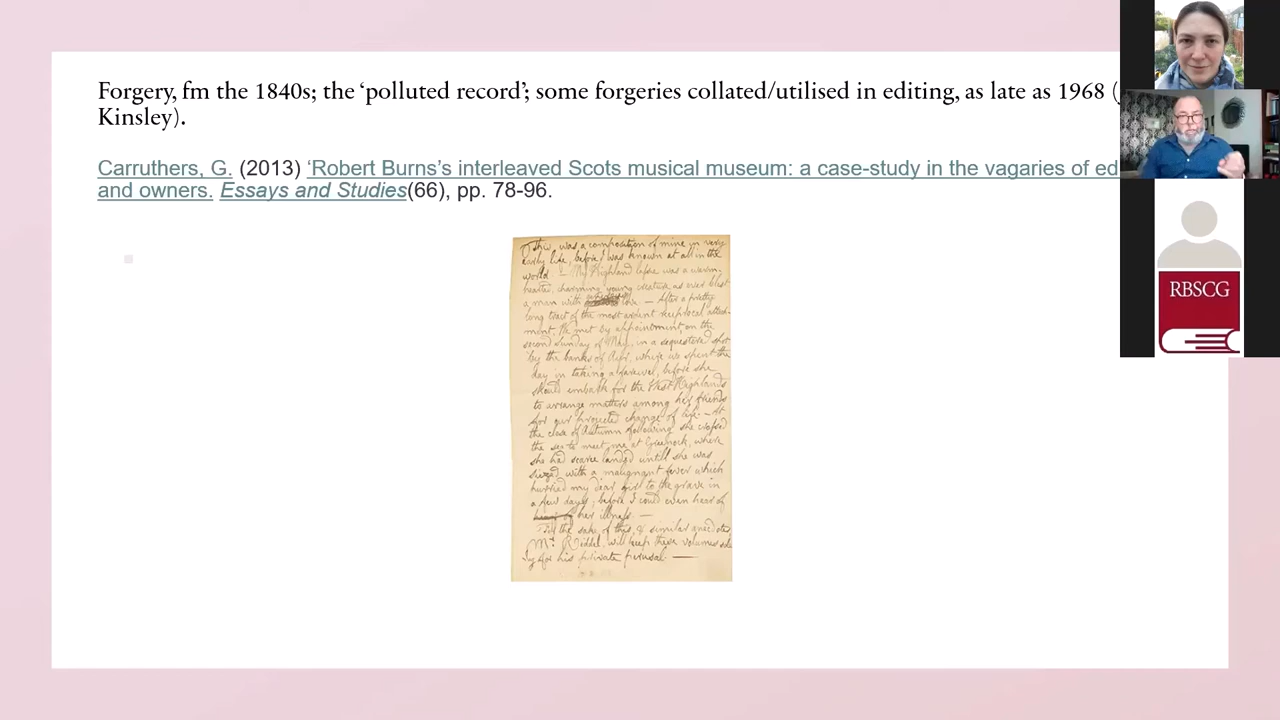 Forgery, fm the 1840s; the ‘polluted record’; some forgeries collated/utilised in editing, as late as 1968 (
Kinsley).
Carruthers, G. (2013) ‘Robert Burns’s interleaved Scots musical museum: a case-study in the vagaries of ed
and owners. Essays and Studies(66), pp. 78-96.
This was a composition of mine in very
early life, before I was known at all in the
world. – My Highland lassie was a warm-
hearted, charming young creature as ever blest
a man with love. — After a pretty
long tract of the most ardent reciprocal attach-
ment, we met by appointment, on the
second Sunday of May, in a sequestered spot
by the banks of Ayr, where we spent the
day in taking a farewel, before she
should embark for the West Highlands
to arrange matters among her friends
for our projected change of life. — At
the close of Autumn following she crossed
the sea to meet me at Greenock, where
she had scarce landed untill she was
seized with a malignant fever which
hurried my dear girl to the grave in
a few days; before I could even hear of
her illness. —
For the sake of this, & similar anecdotes,
Mr Riddel will keep these volumes sole
ly for his private perusal. —
RBSCG